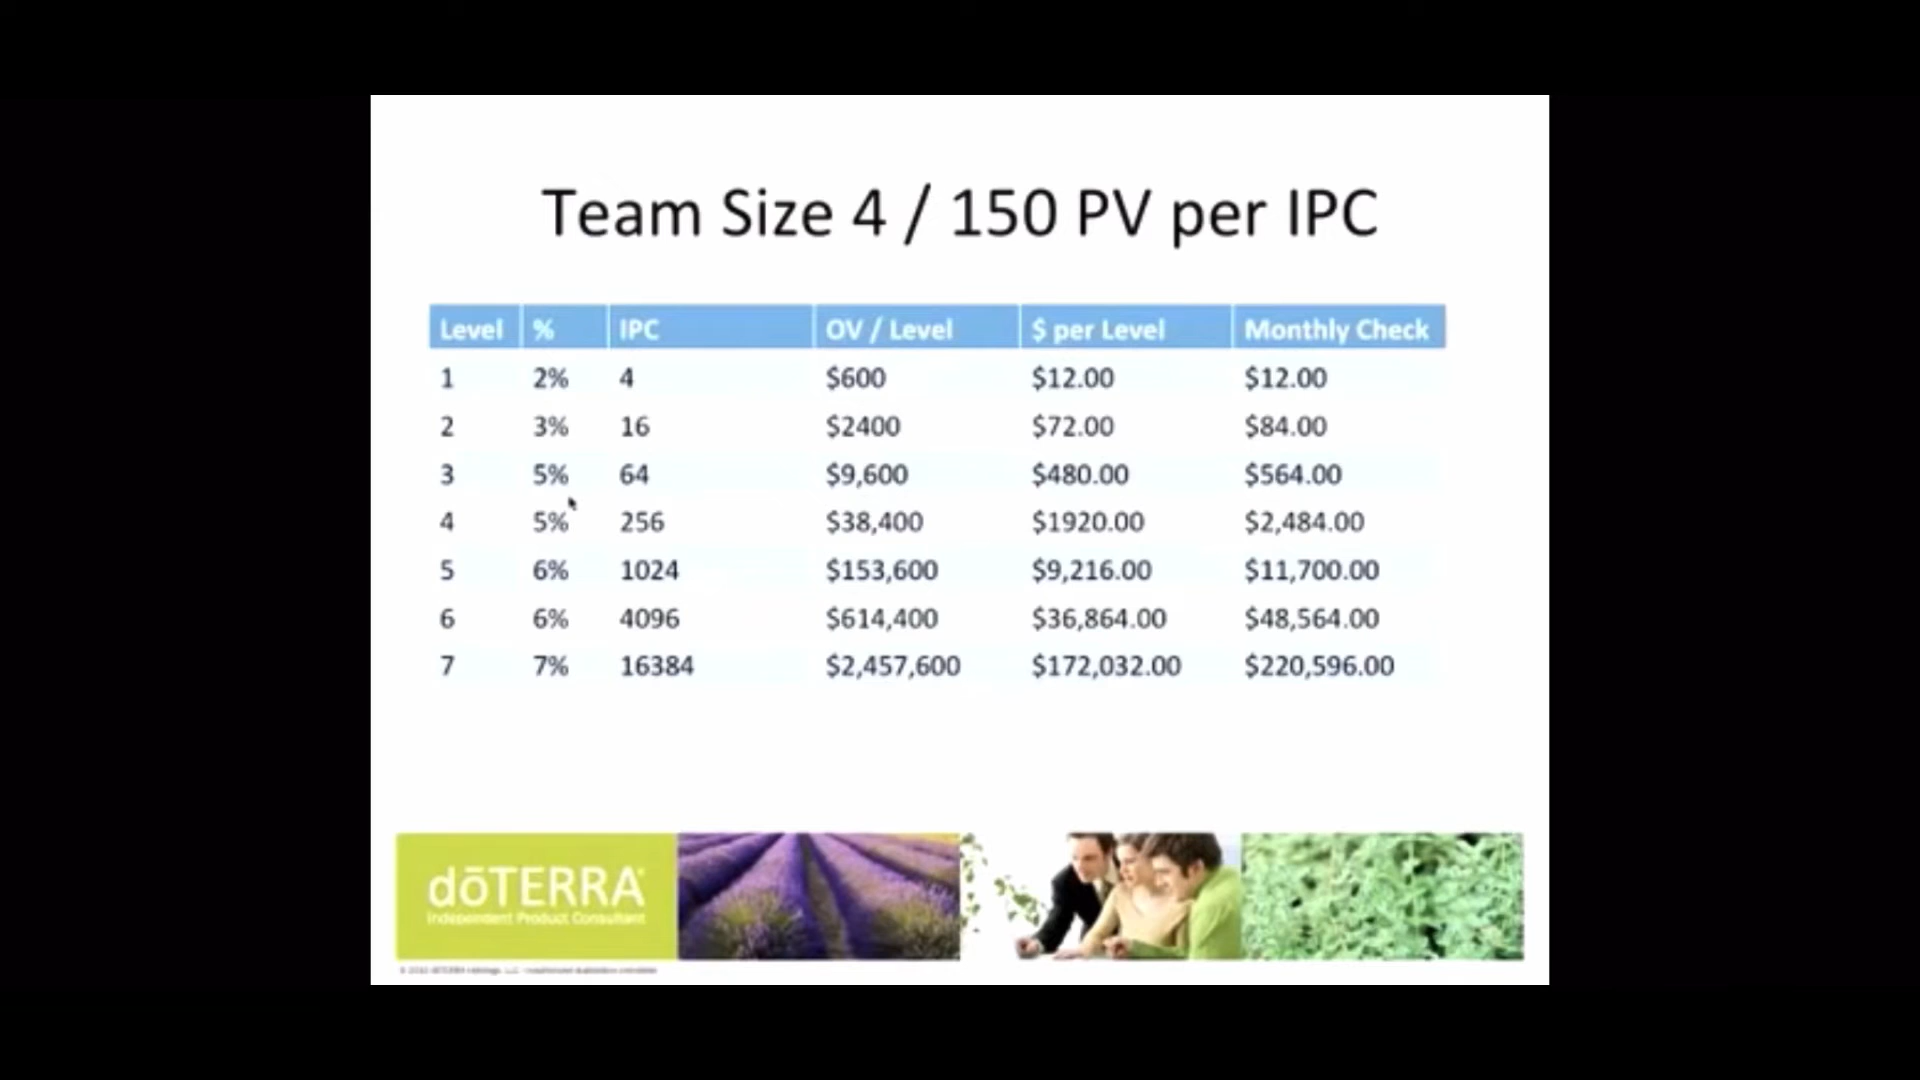 Team Size 4 / 150 PV per IPC
Level % IPC OV / Level $ per Level Monthly Check
1 2% 4 $600 $12.00 $12.00
2 3% 16 $2400 $72.00 $84.00
3 5% 64 $9,600 $480.00 $564.00
4 5% 256 $38,400 $1920.00 $2,484.00
5 6% 1024 $153,600 $9,216.00 $11,700.00
6 6% 4096 $614,400 $36,864.00 $48,564.00
7 7% 16384 $2,457,600 $172,032.00 $220,596.00
dōTERRA
Independent Product Consultant